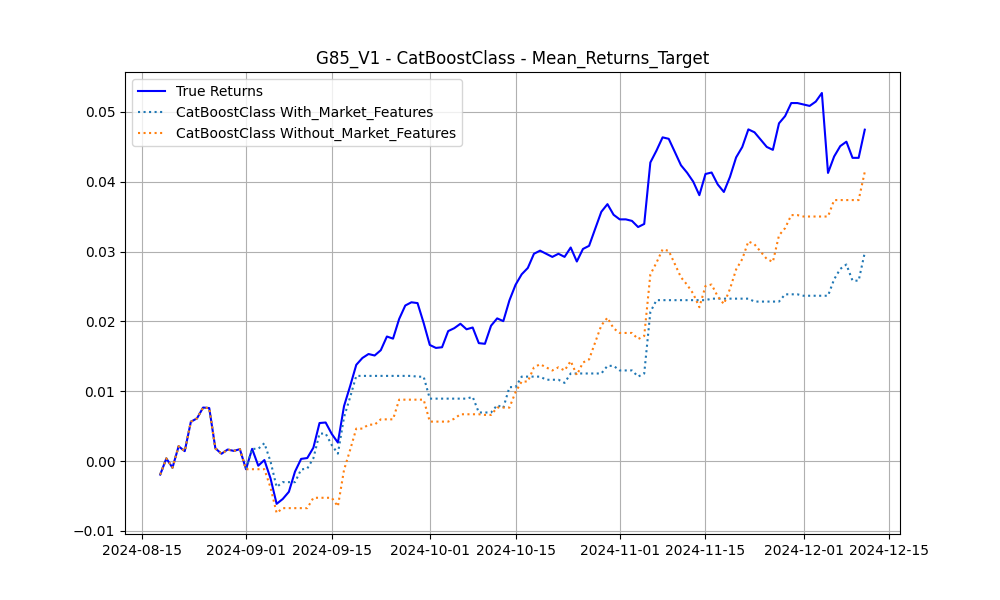 G85_V1 - CatBoostClass - Mean_Returns_Target
True Returns
CatBoostClass With_Market_Features
CatBoostClass Without_Market_Features
0.05
0.04
0.03
0.02
0.01
0.00
−0.01
2024-08-15 2024-09-01 2024-09-15 2024-10-01 2024-10-15 2024-11-01 2024-11-15 2024-12-01 2024-12-15